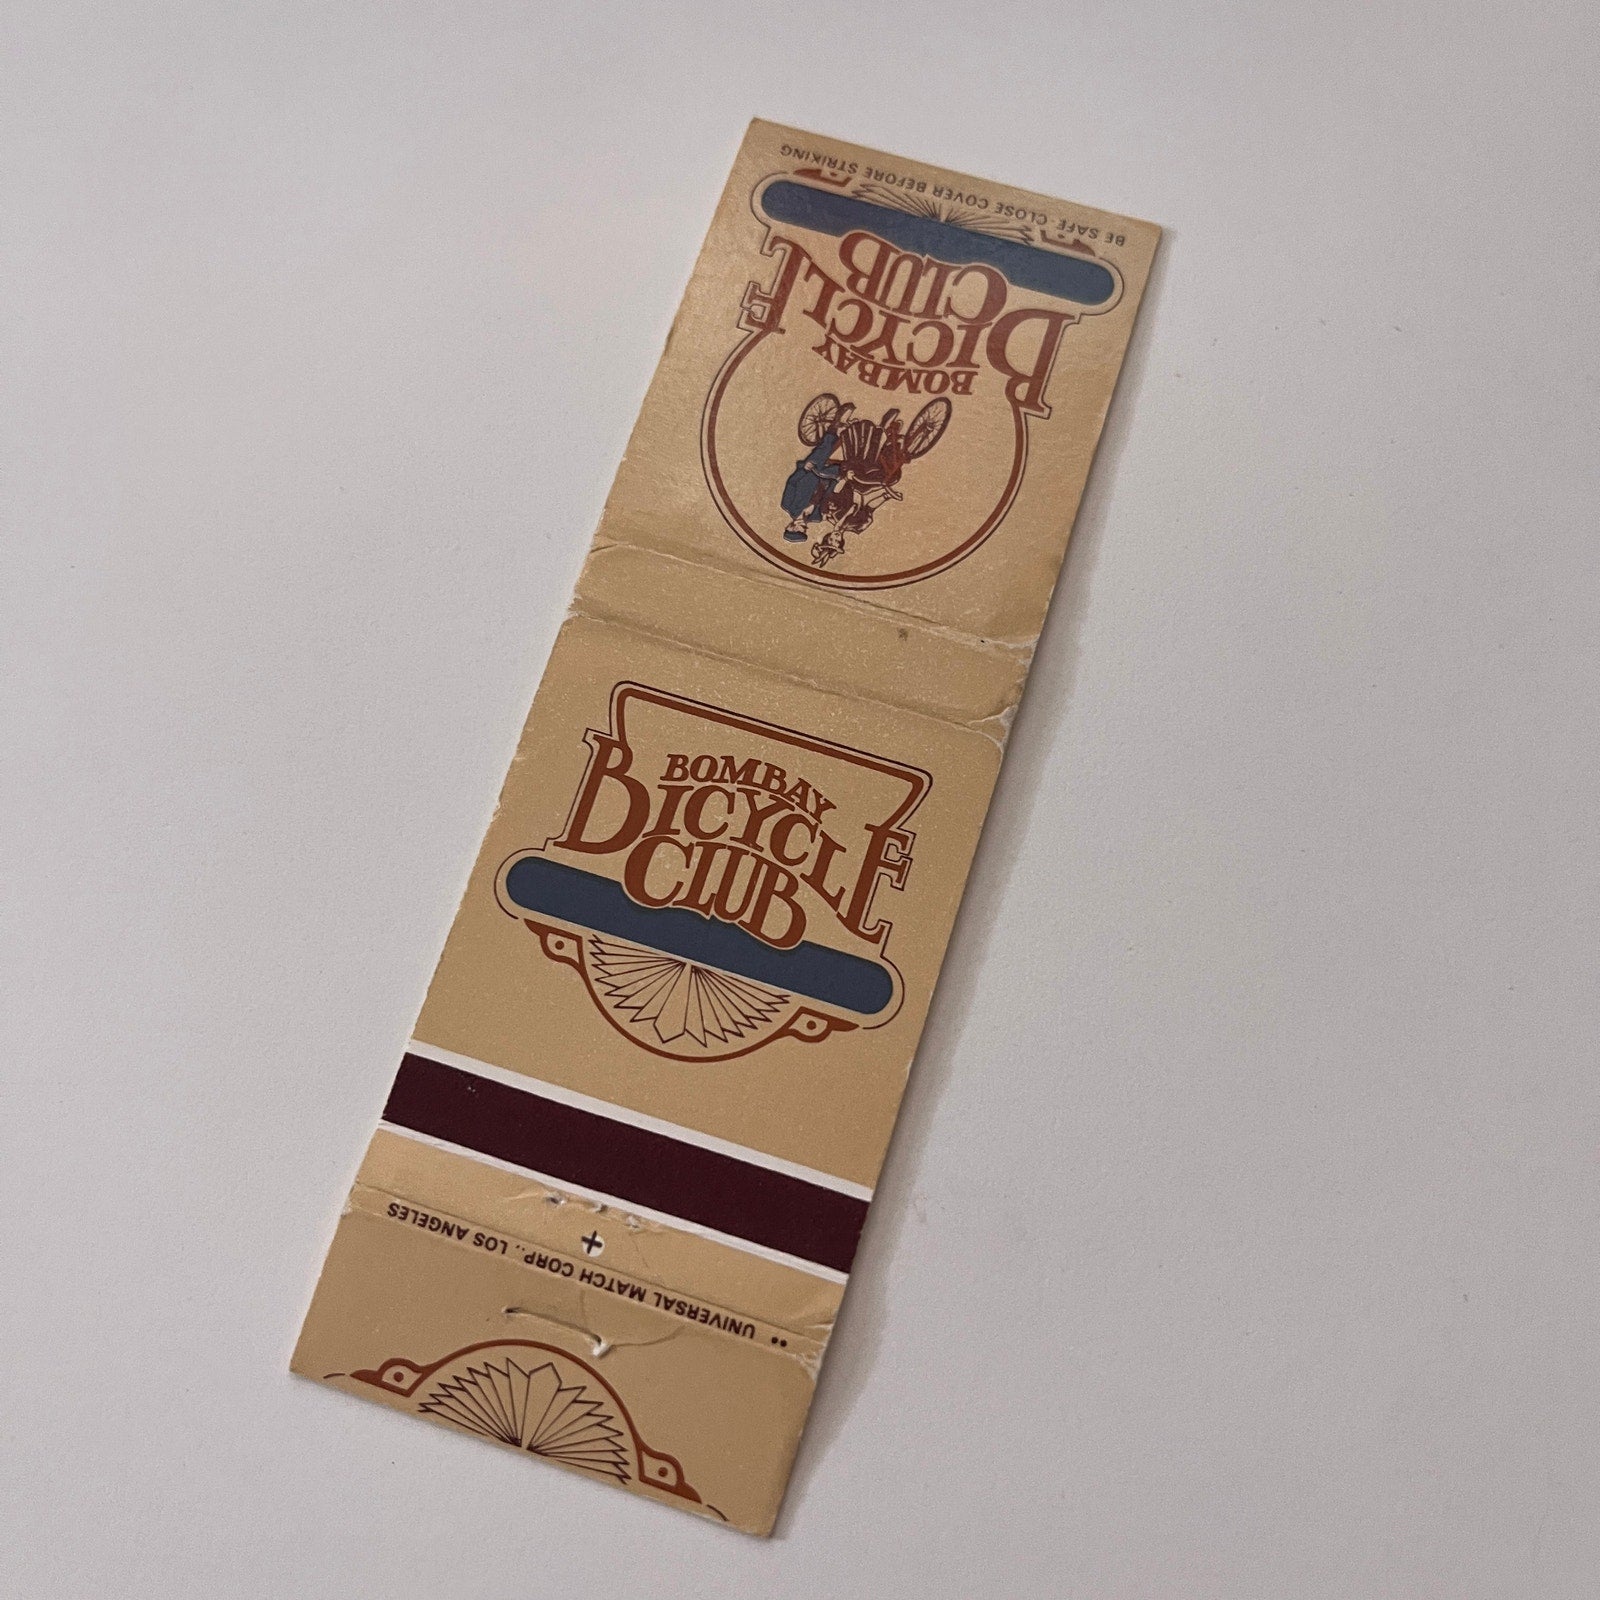 BE SAFE. CLOSE COVER BEFORE STRIKING
BOMBAY
BICYCLE
CLUB
BOMBAY
BICYCLE
CLUB
•• UNIVERSAL MATCH CORP., LOS ANGELES